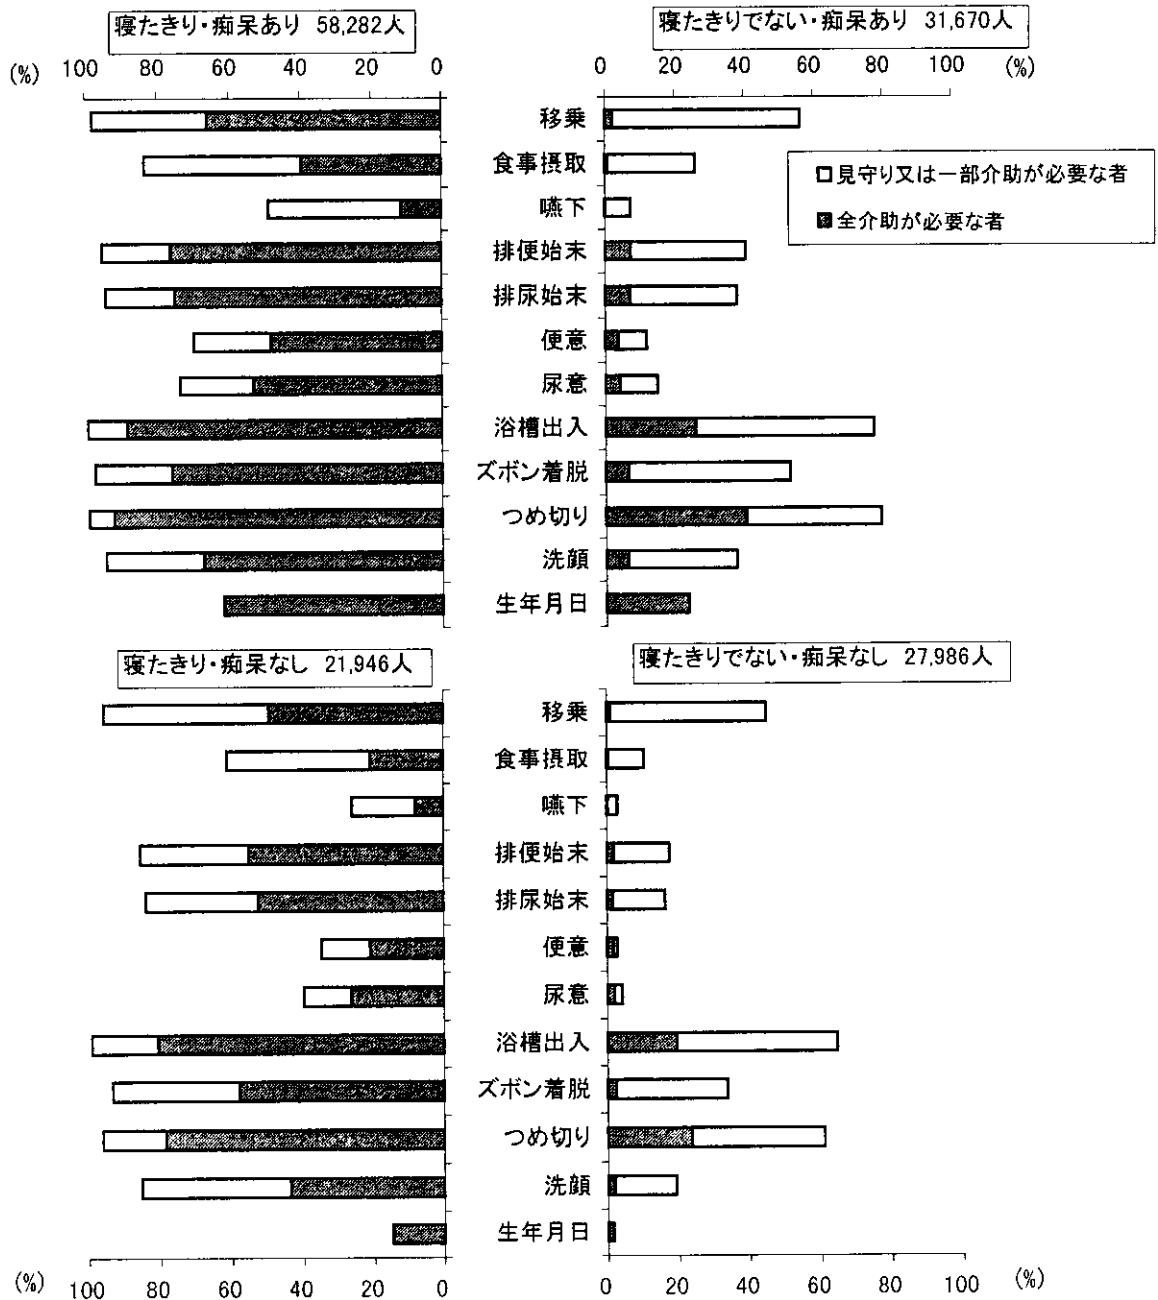 寝たきり・痴呆あり 58,282人
寝たきりでない・痴呆あり 31,670人
(%) 100 80 60 40 20 0
0 20 40 60 80 100 (%)
移乗
食事摂取
嚥下
排便始末
排尿始末
便意
尿意
浴槽出入
ズボン着脱
つめ切り
洗顔
生年月日
見守り又は一部介助が必要な者
全介助が必要な者
寝たきり・痴呆なし 21,946人
寝たきりでない・痴呆なし 27,986人
移乗
食事摂取
嚥下
排便始末
排尿始末
便意
尿意
浴槽出入
ズボン着脱
つめ切り
洗顔
生年月日
(%) 100 80 60 40 20 0
0 20 40 60 80 100 (%)